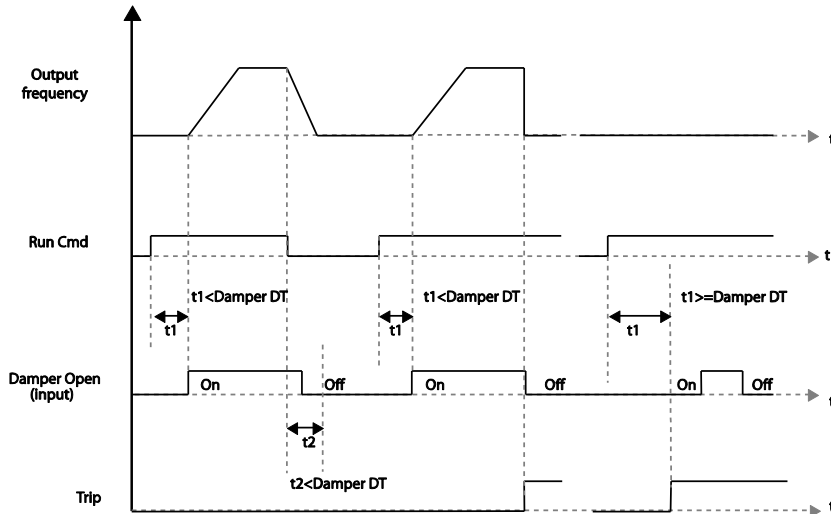 Output
frequency
t
Run Cmd
t
t1<Damper DT
t1<Damper DT
t1>=Damper DT
t1
t1
t1
Damper Open
(input)
On
Off
On
Off
On
Off
t
t2
t2<Damper DT
Trip
t